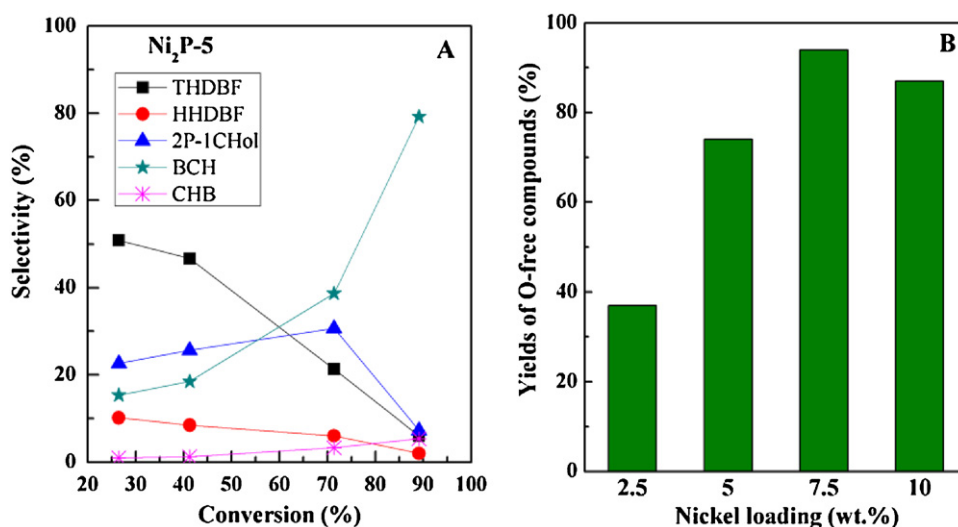 Ni₂P-5
A
THDBF
HHDBF
2P-1CHol
BCH
CHB
Selectivity (%)
100
80
60
40
20
0
20 30 40 50 60 70 80 90 100
Conversion (%)
B
Yields of O-free compounds (%)
100
80
60
40
20
0
2.5 5 7.5 10
Nickel loading (wt.%)